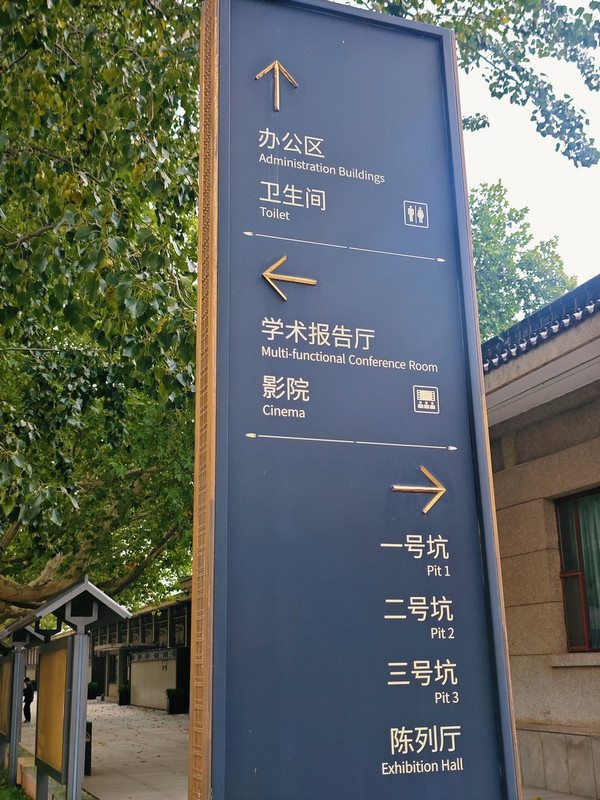 办公区
Administration Buildings
卫生间
Toilet
学术报告厅
Multi-functional Conference Room
影院
Cinema
一号坑
Pit 1
二号坑
Pit 2
三号坑
Pit 3
陈列厅
Exhibition Hall